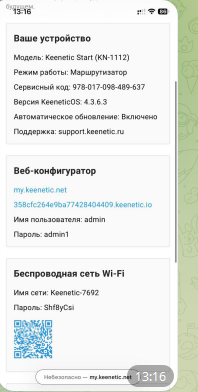 будущем.
13:16
Ваше устройство
Модель: Keenetic Start (KN-1112)
Режим работы: Маршрутизатор
Сервисный код: 978-017-098-489-637
Версия KeeneticOS: 4.3.6.3
Автоматическое обновление: Включено
Поддержка: support.keenetic.ru
Веб-конфигуратор
my.keenetic.net
358cfc264e9ba77428404409.keenetic.io
Имя пользователя: admin
Пароль: admin1
Беспроводная сеть Wi-Fi
Имя сети: Keenetic-7692
Пароль: Shf8yCsi
Небезопасно — my.keenetic.net
13:16